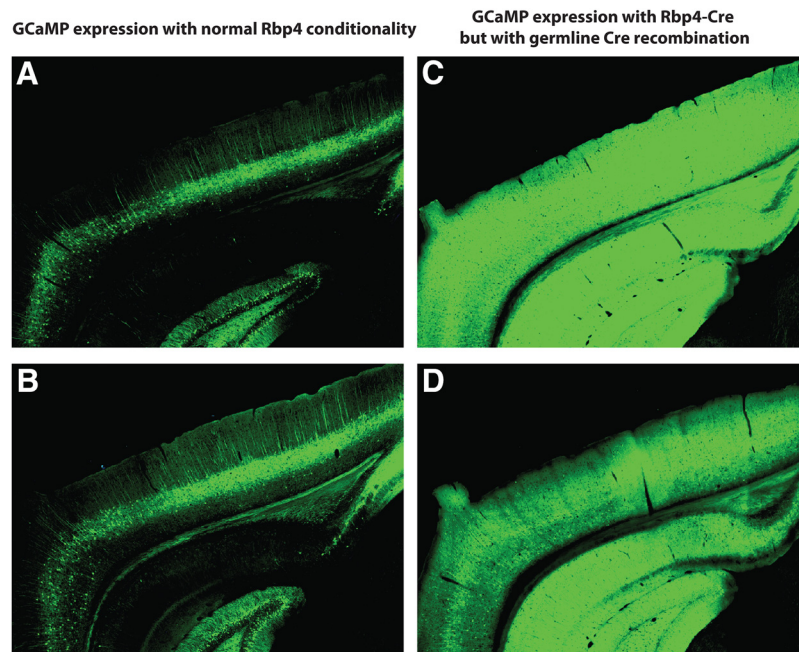 GCaMP expression with normal Rbp4 conditionality
GCaMP expression with Rbp4-Cre
but with germline Cre recombination
A
C
B
D